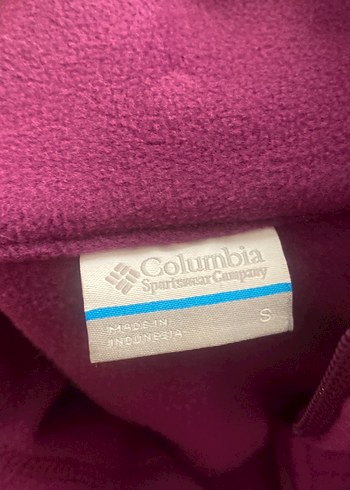 Columbia
Sportswear Company
MADE IN
INDONESIA
S